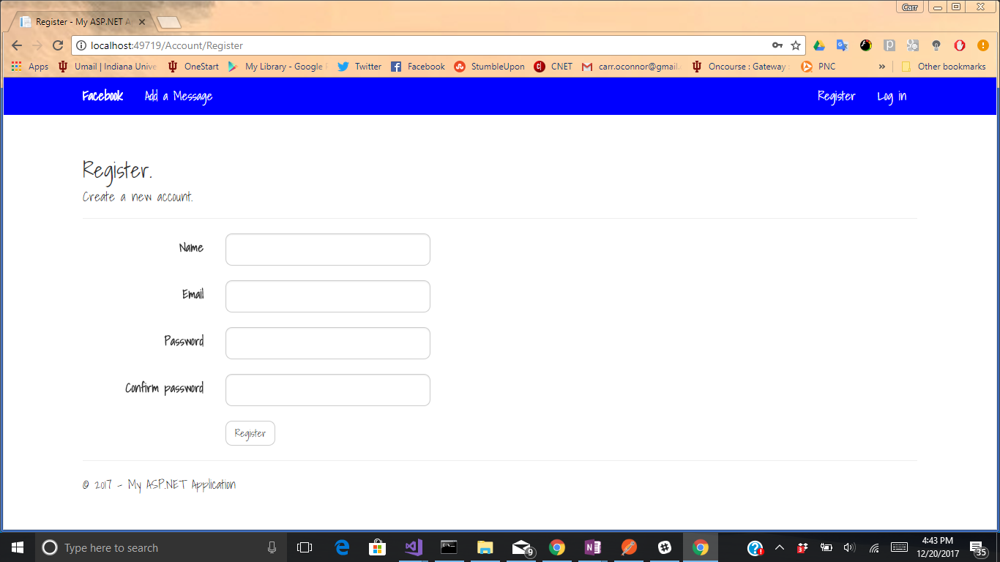 Carr
Register - My ASP.NET A
localhost:49719/Account/Register
Apps Umail | Indiana Unive OneStart My Library - Google Twitter Facebook StumbleUpon CNET carr.oconnor@gmail. Oncourse : Gateway PNC » Other bookmarks
Facebook Add a Message Register Log in
Register.
Create a new account.
Name
Email
Password
Confirm password
Register
© 2017 - My ASP.NET Application
Type here to search
9
4:43 PM
12/20/2017
35